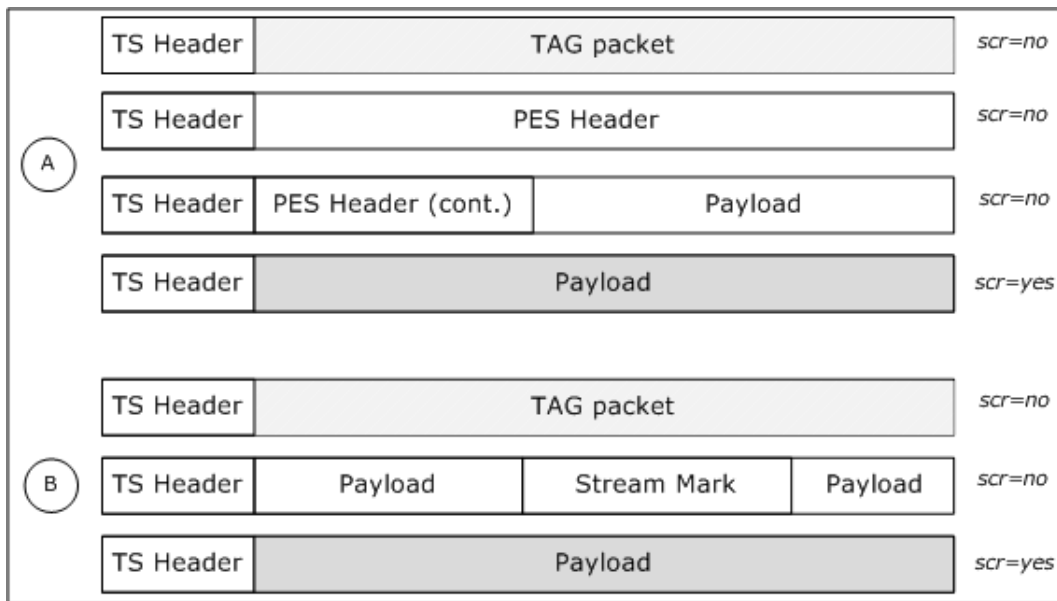 TS Header TAG packet scr=no
TS Header PES Header scr=no
A
TS Header PES Header (cont.) Payload scr=no
TS Header Payload scr=yes
TS Header TAG packet scr=no
B TS Header Payload Stream Mark Payload scr=no
TS Header Payload scr=yes